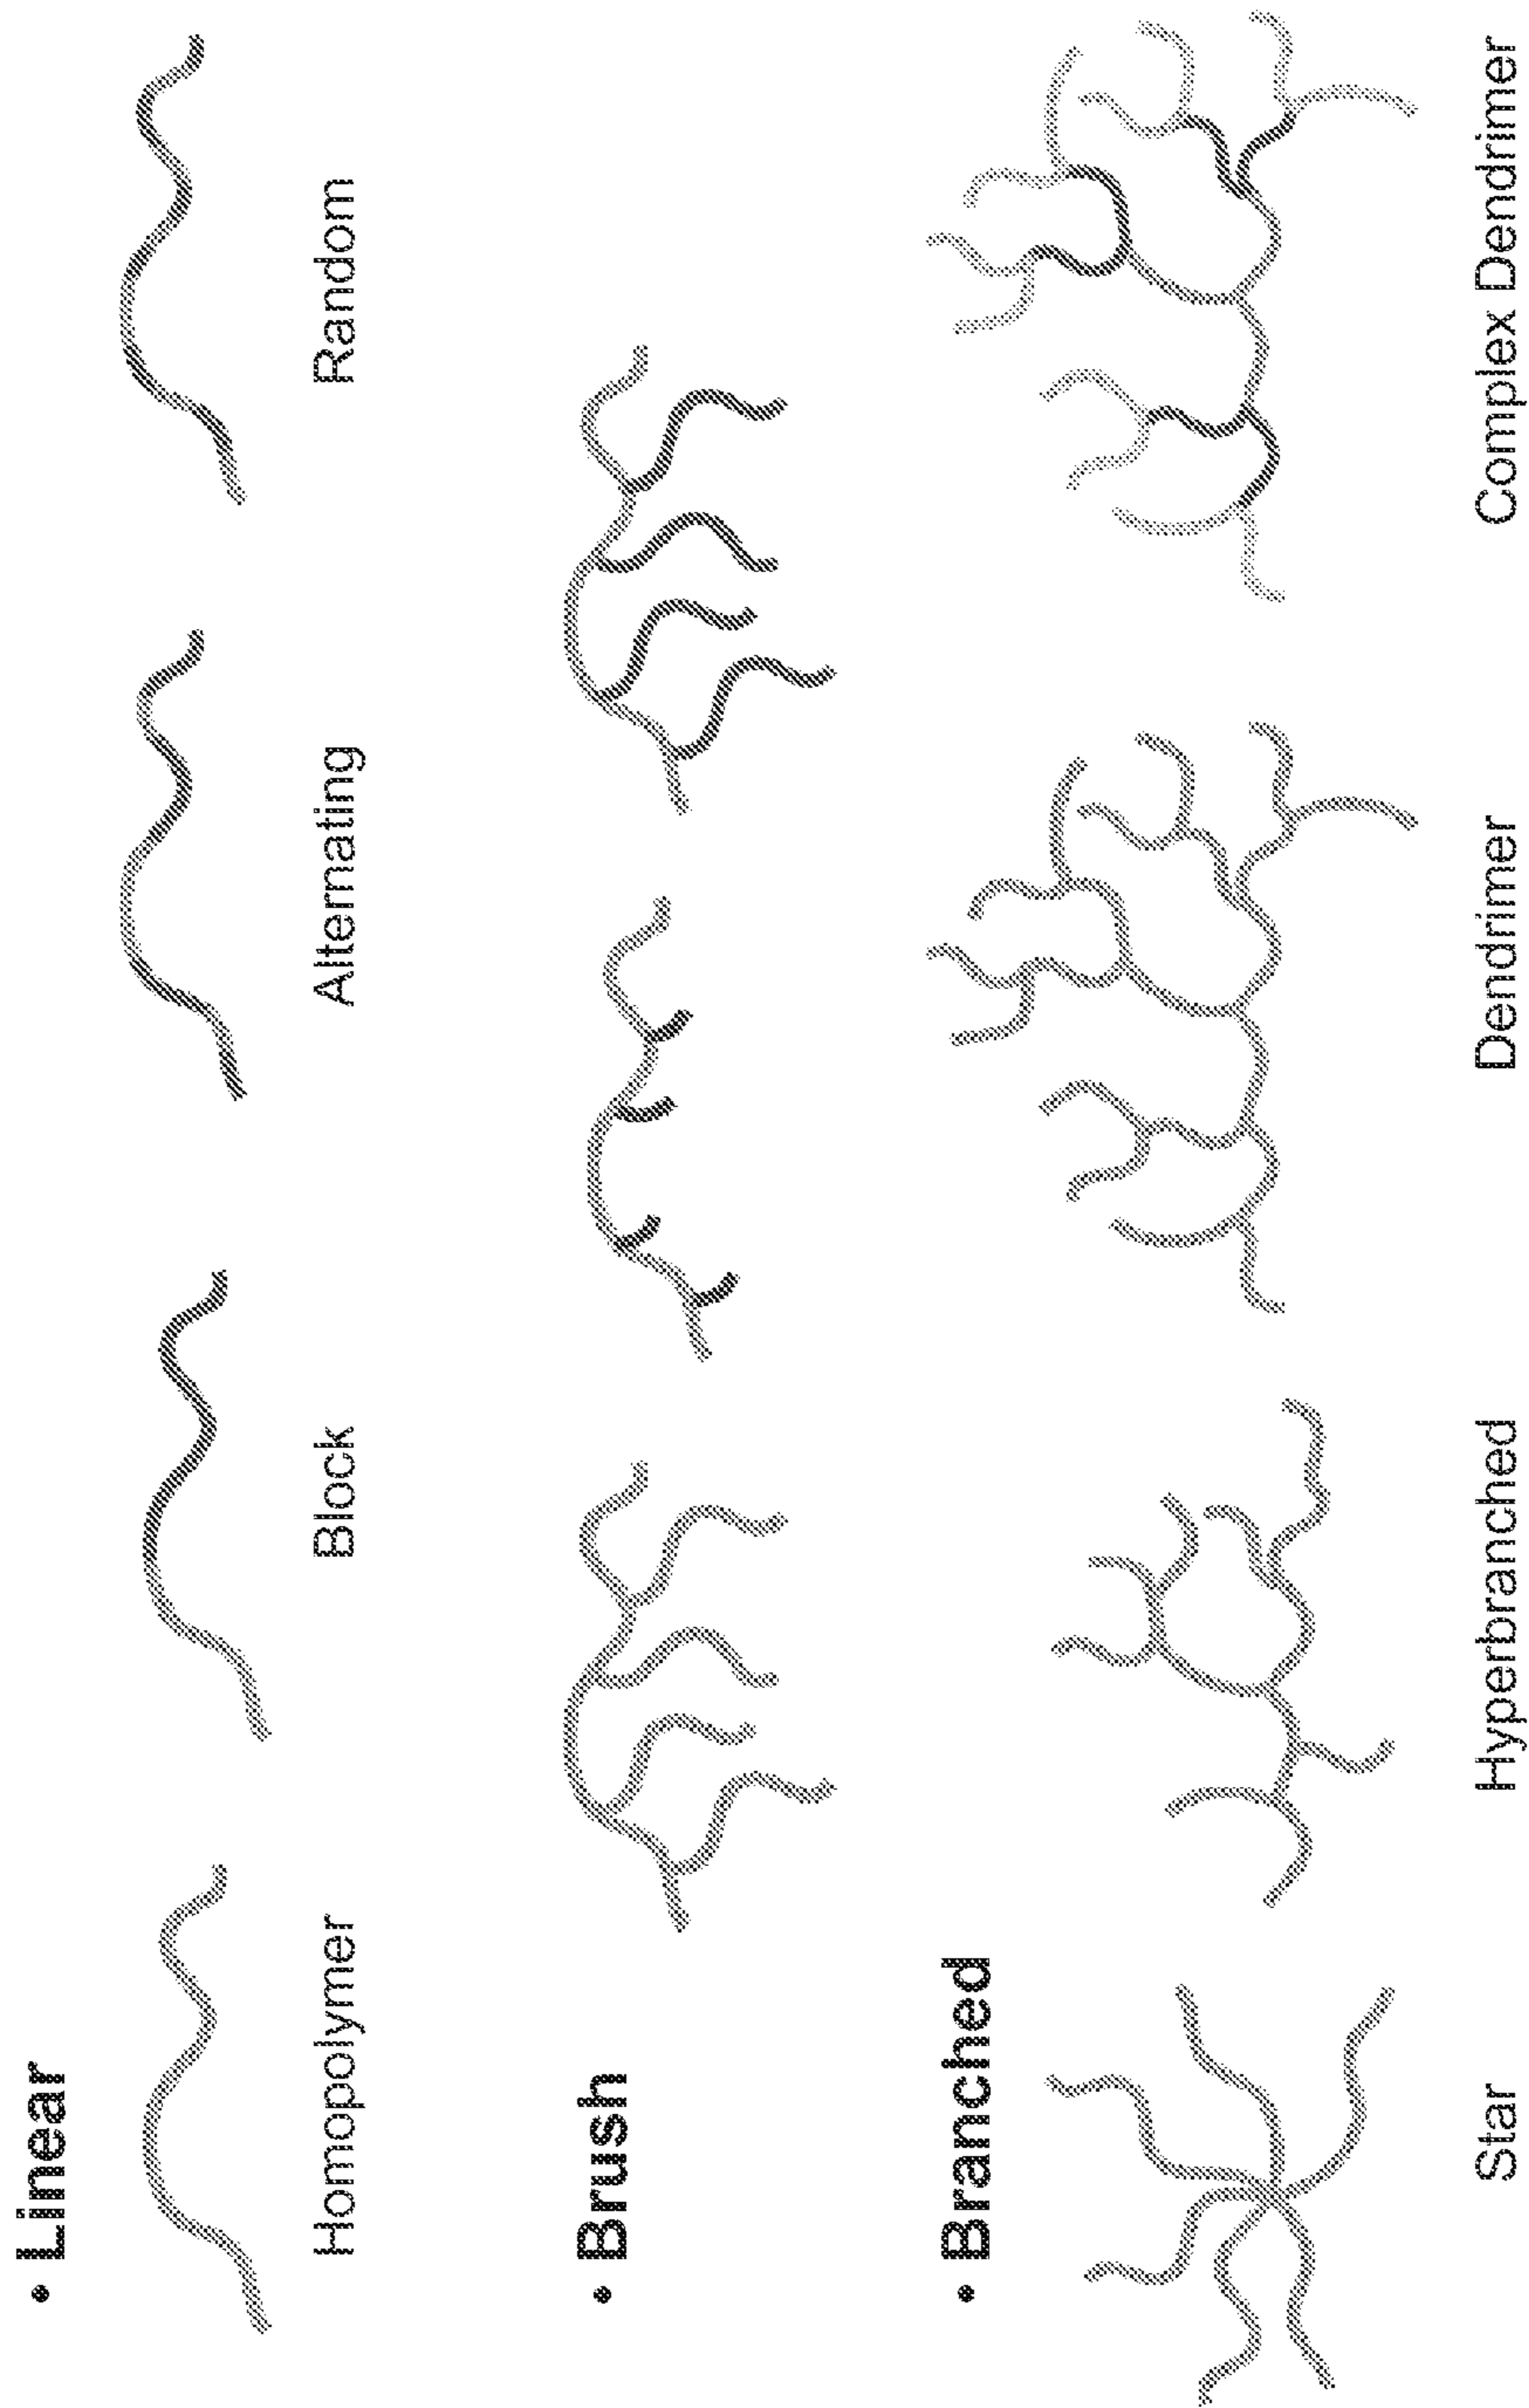 • Linear
Homopolymer Block Alternating Random
• Brush
• Branched
Star Hyperbranched Dendrimer Complex Dendrimer